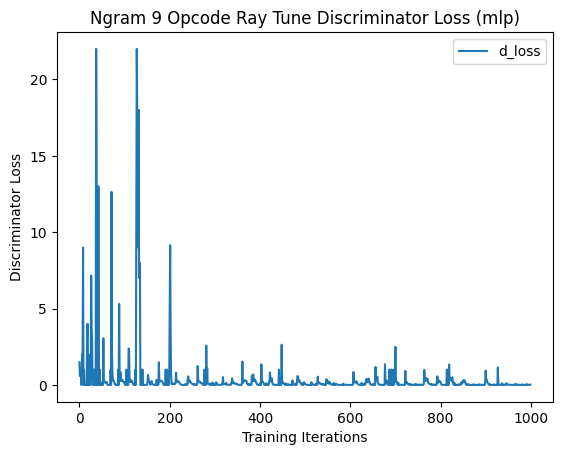 Ngram 9 Opcode Ray Tune Discriminator Loss (mlp)
d_loss
Discriminator Loss
20
15
10
5
0
0 200 400 600 800 1000
Training Iterations